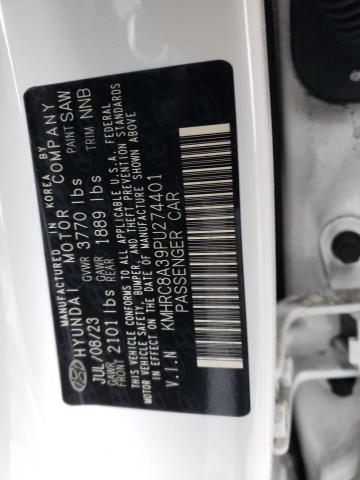 MANUFACTURED IN KOREA BY
HYUNDAI MOTOR COMPANY
JUL/08/23 GVWR 3770 lbs PAINT SAW
GAWR FRONT 2101 lbs GAWR REAR 1889 lbs TRIM NNB
THIS VEHICLE CONFORMS TO ALL APPLICABLE U.S.A. FEDERAL
MOTOR VEHICLE SAFETY, BUMPER, AND THEFT PREVENTION STANDARDS
IN EFFECT ON THE DATE OF MANUFACTURE SHOWN ABOVE
V.I.N KMHRC8A39PU274401
PASSENGER CAR